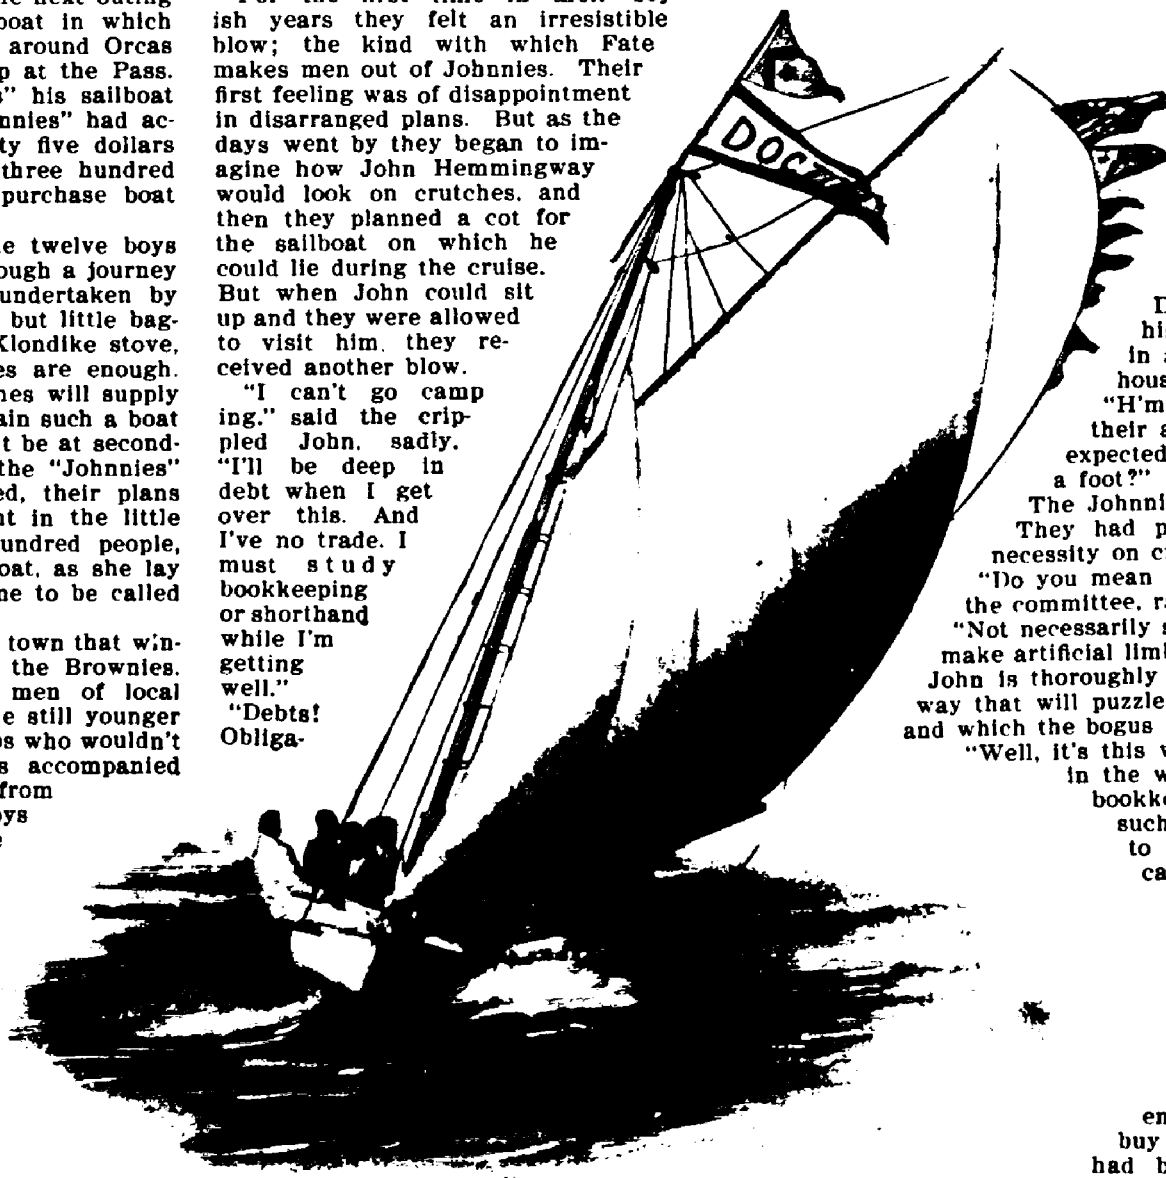 boat in which
around Orcas
p at the Pass.
his sailboat
nnies" had ac-
ty five dollars
three hundred
purchase boat
e twelve boys
ough a journey
undertaken by
but little bag-
Klondike stove,
es are enough.
nes will supply
ain such a boat
t be at second-
the "Johnnies"
ed, their plans
nt in the little
undred people,
oat, as she lay
ne to be called
town that win-
the Brownies.
men of local
e still younger
os who wouldn't
s accompanied
from
oys
ish years they felt an irresistible
blow; the kind with which Fate
makes men out of Johnnies. Their
first feeling was of disappointment
in disarranged plans. But as the
days went by they began to im-
agine how John Hemmingway
would look on crutches, and
then they planned a cot for
the sailboat on which he
could lie during the cruise.
But when John could sit
up and they were allowed
to visit him, they re-
ceived another blow.
"I can't go camp
ing." said the crip-
pled John, sadly.
"I'll be deep in
debt when I get
over this. And
I've no trade. I
must study
bookkeeping
or shorthand
while I'm
getting
well."
"Debts!
Obliga-
DOC
his
in a
hous
"H'm
their a
expected
a foot?"
The Johnni
They had p
necessity on c
"Do you mean
the committee, ra
"Not necessarily s
make artificial lim
John is thoroughly
way that will puzzle
and which the bogus
"Well, it's this w
in the w
bookke
such
to
ca
en
buy
had b